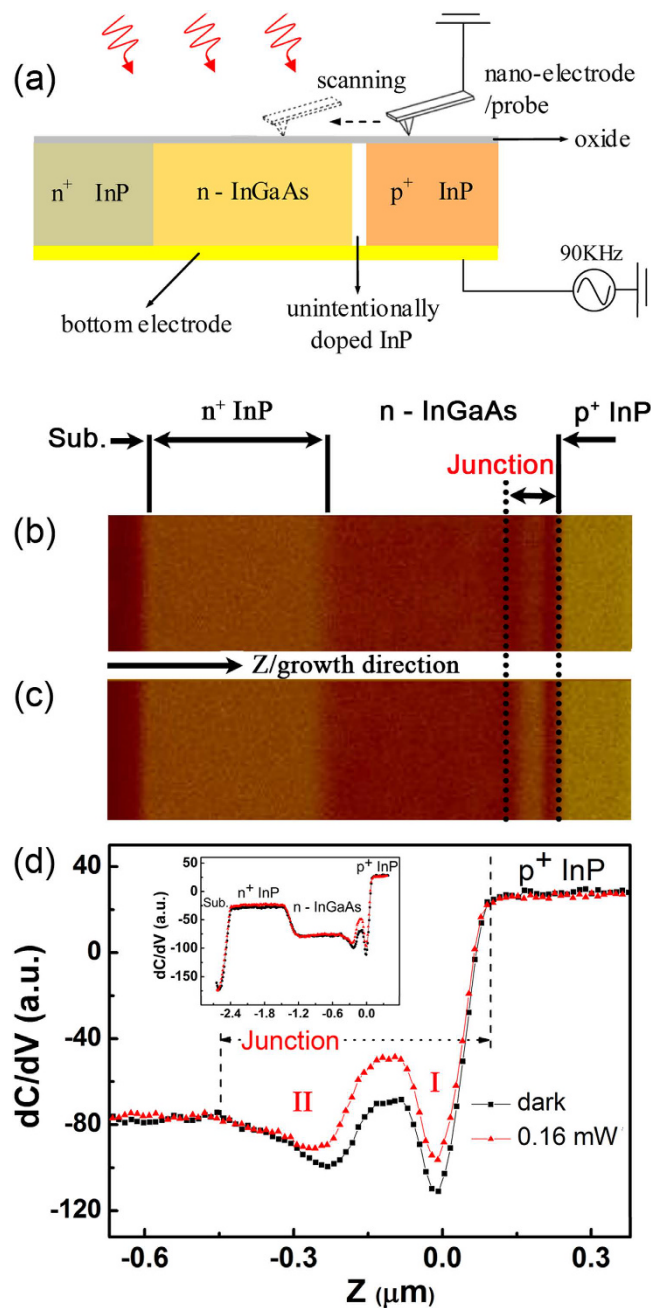 (a)
scanning
nano-electrode
/probe
oxide
n+ InP
n - InGaAs
p+ InP
90KHz
bottom electrode
unintentionally
doped InP
n+ InP
n - InGaAs
p+ InP
Sub.
Junction
(b)
Z/growth direction
(c)
(d)
50
25
0
-25
-50
-75
-100
-150
dC/dV (a.u.)
Sub.
n+ InP
n - InGaAs
p+ InP
-2.4
-1.8
-1.2
-0.6
0.0
p+ InP
40
0
-40
-80
-120
dC/dV (a.u.)
Junction
II
I
dark
0.16 mW
-0.6
-0.3
0.0
0.3
Z (μm)